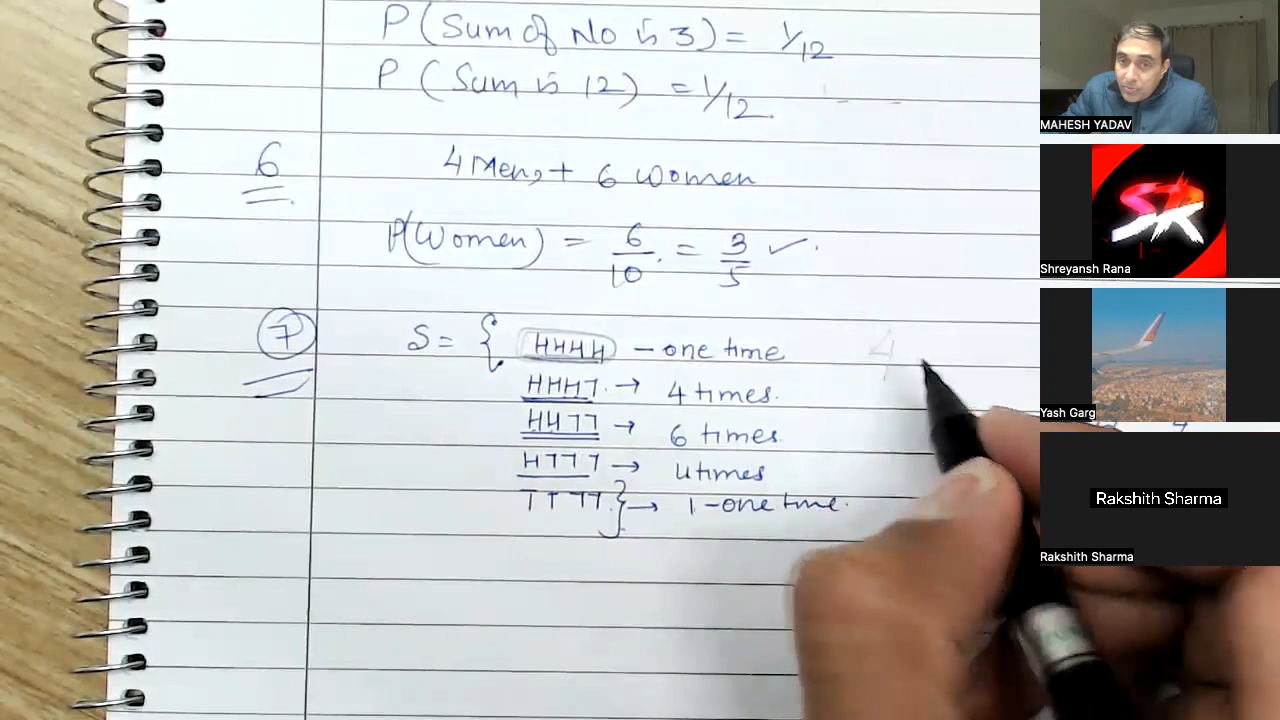 P(Sum of No is 3) = 1/12
P (Sum is 12) = 1/12.
6
4 Men, + 6 Women
P(Women) = 6/10 = 3/5 ✓.
7
S = { HHHH - one time
4
HHHT. → 4 times.
HHTT → 6 times.
HTTT → 4 times
TTTT.} → 1 - one time.
MAHESH YADAV
SR
Shreyansh Rana
Yash Garg
Rakshith Sharma
Rakshith Sharma